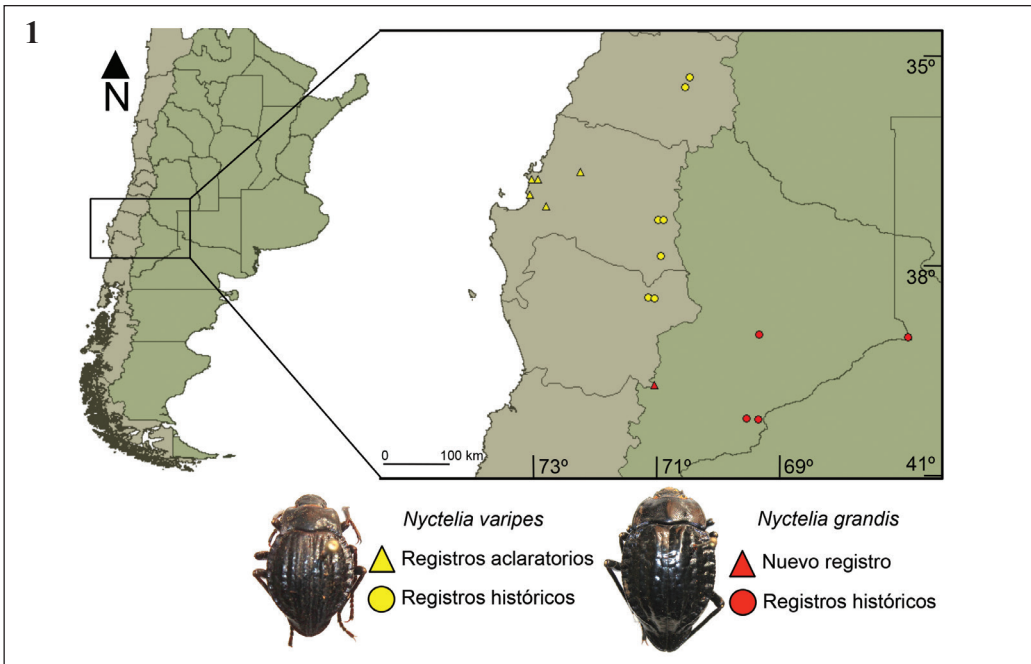 1
N
35º
38º
0 100 km
73º
71º
69º
41º
Nyctelia varipes
Registros aclaratorios
Registros históricos
Nyctelia grandis
Nuevo registro
Registros históricos